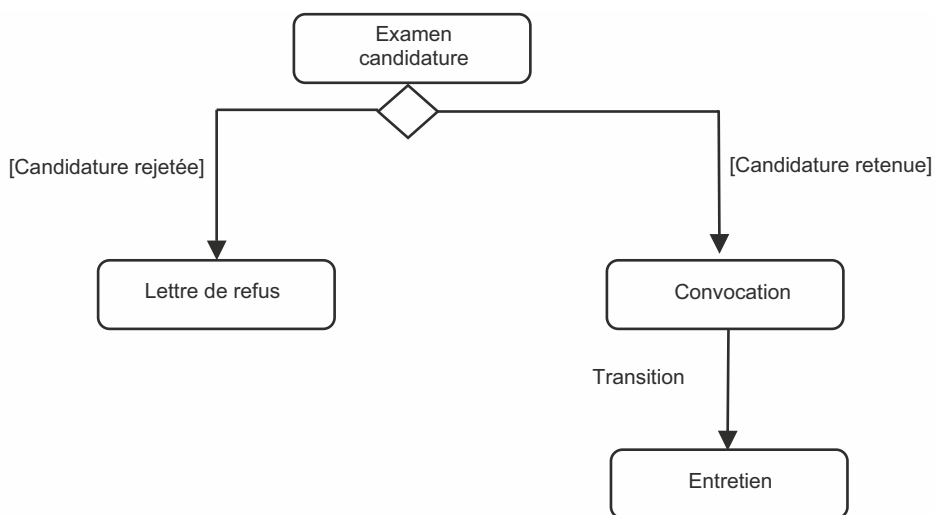 Examen
candidature
[Candidature rejetée]
[Candidature retenue]
Lettre de refus
Convocation
Transition
Entretien